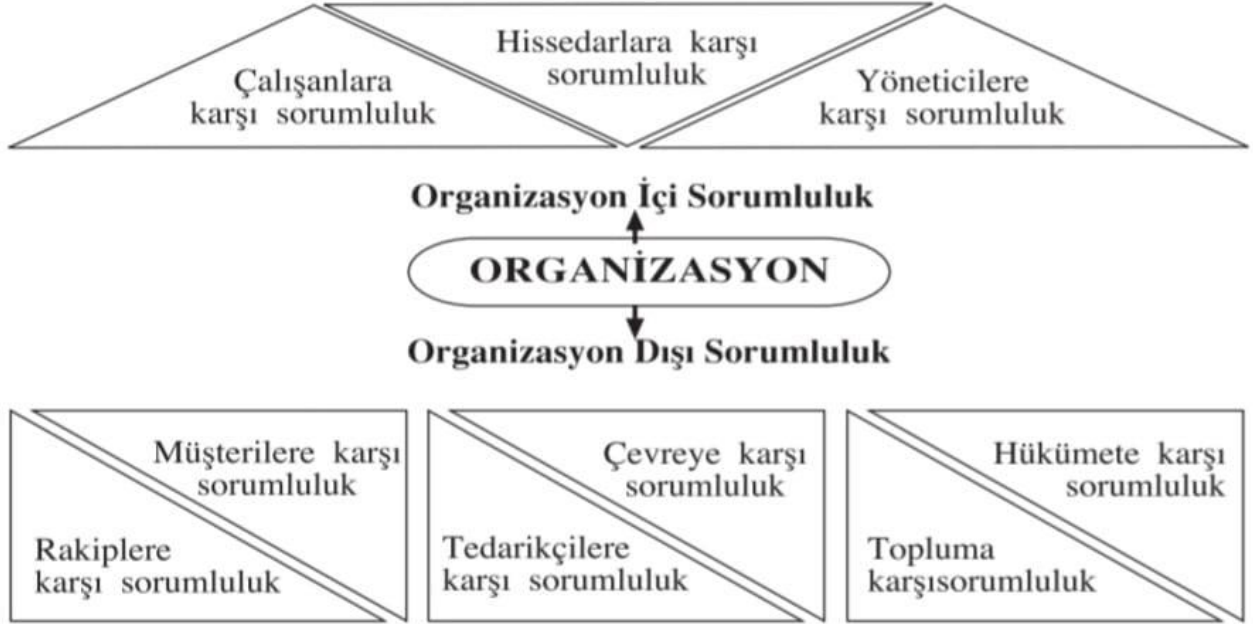 Hissedarlara karşı
sorumluluk
Çalışanlara
karşı sorumluluk
Yöneticilere
karşı sorumluluk
Organizasyon İçi Sorumluluk
ORGANİZASYON
Organizasyon Dışı Sorumluluk
Müşterilere karşı
sorumluluk
Rakiplere
karşı sorumluluk
Çevreye karşı
sorumluluk
Tedarikçilere
karşı sorumluluk
Hükümete karşı
sorumluluk
Topluma
karşısorumluluk